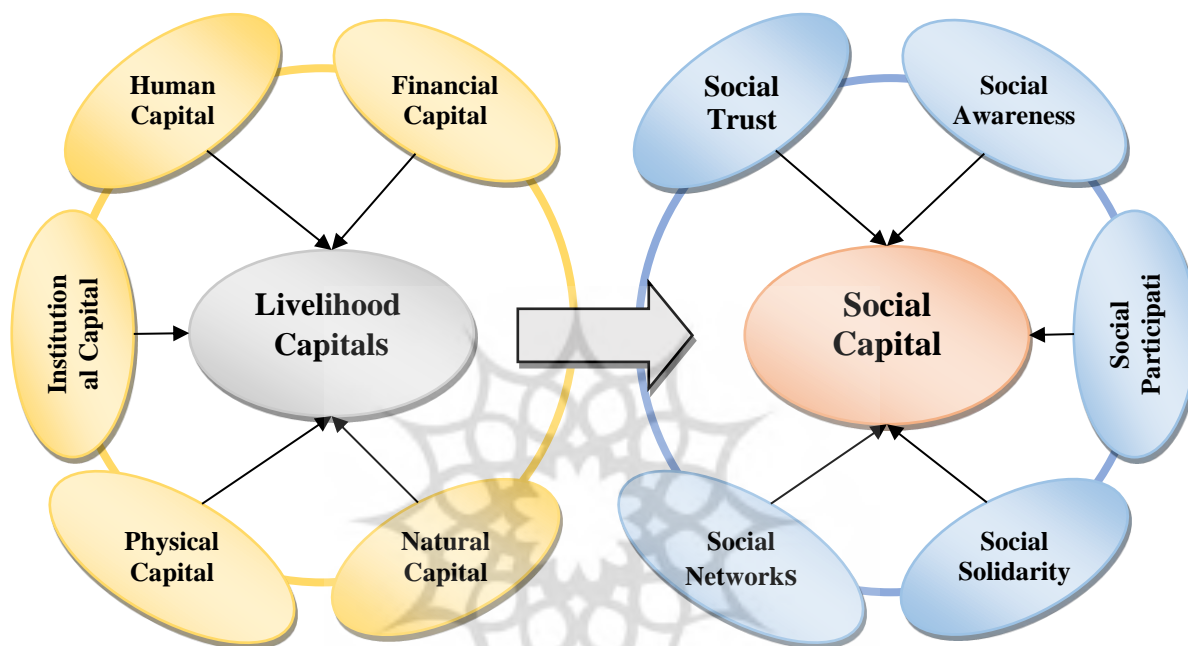 Human
Capital
Financial
Capital
Institution
al Capital
Livelihood
Capitals
Physical
Capital
Natural
Capital
Social
Trust
Social
Awareness
Social
Capital
Social
Participati
Social
Networks
Social
Solidarity